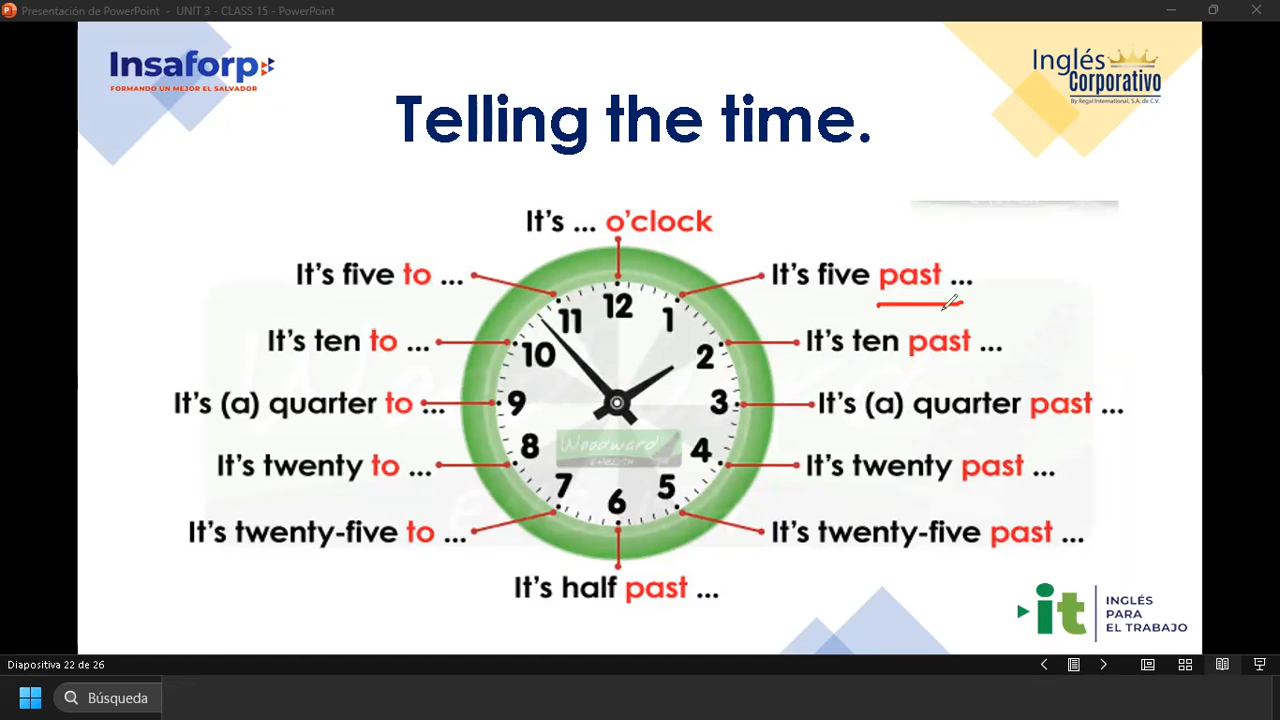 Presentación de PowerPoint - UNIT 3 - CLASS 15 - PowerPoint
Insaforp
FORMANDO UN MEJOR EL SALVADOR
Inglés
Corporativo
By Regal International, S.A. de C.V.
Telling the time.
It's ... o'clock
It's five to ...
It's five past ...
It's ten to ...
It's ten past ...
It's (a) quarter to ...
It's (a) quarter past ...
It's twenty to ...
It's twenty past ...
It's twenty-five to ...
It's twenty-five past ...
It's half past ...
12
1
2
3
4
5
6
7
8
9
10
11
Woodward
ENGLISH
it
INGLÉS
PARA
EL TRABAJO
Diapositiva 22 de 26
Búsqueda